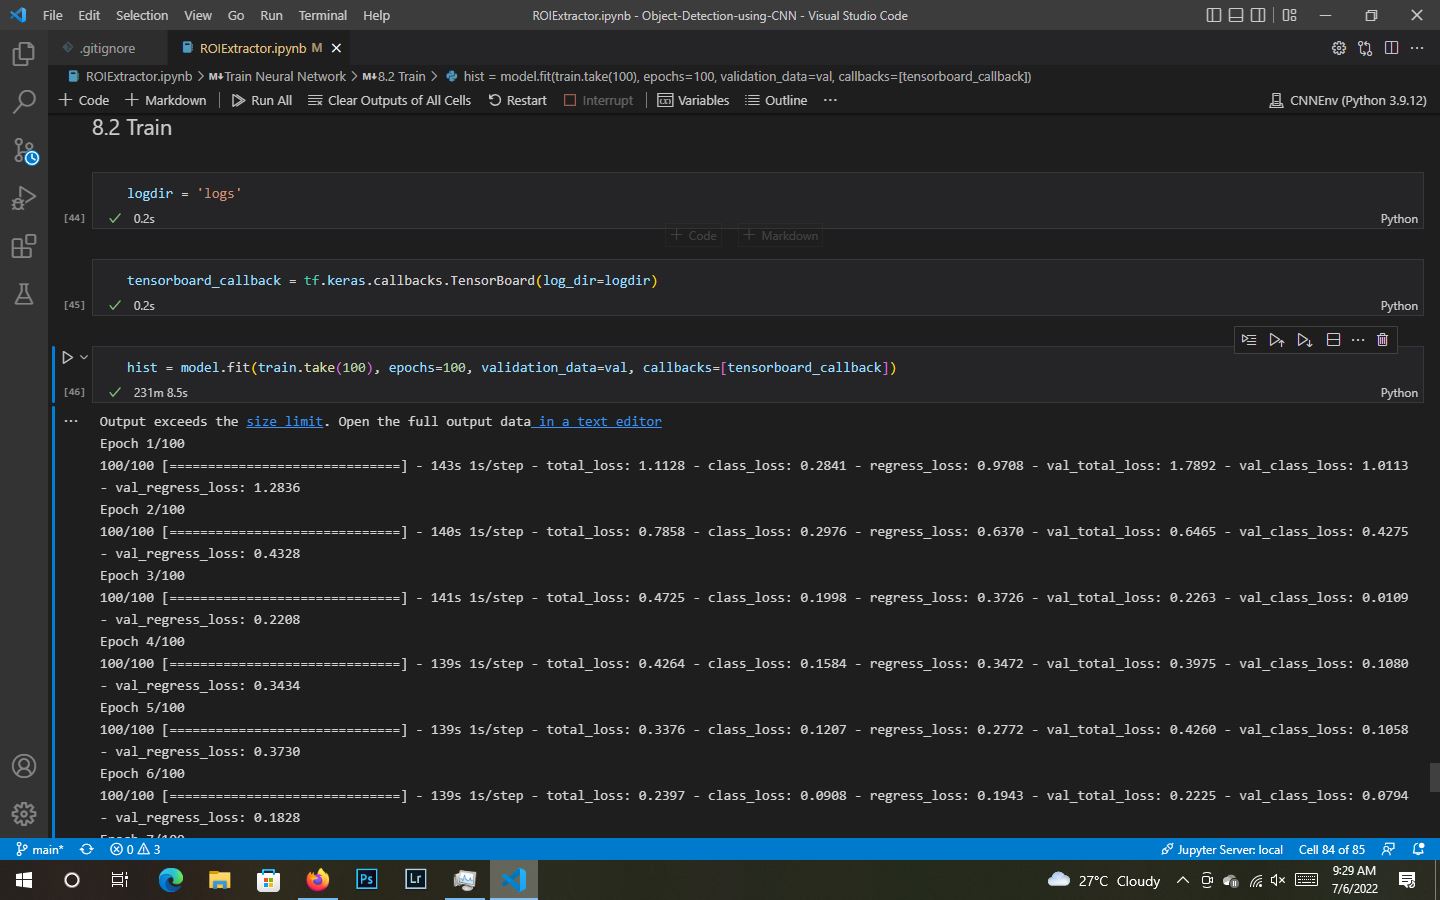 File Edit Selection View Go Run Terminal Help ROIExtractor.ipynb - Object-Detection-using-CNN - Visual Studio Code
.gitignore ROIExtractor.ipynb M
ROIExtractor.ipynb > M↓Train Neural Network > M↓8.2 Train > hist = model.fit(train.take(100), epochs=100, validation_data=val, callbacks=[tensorboard_callback])
+ Code + Markdown Run All Clear Outputs of All Cells Restart Interrupt Variables Outline ... CNNEnv (Python 3.9.12)
8.2 Train
logdir = 'logs'
[44] 0.2s Python
+ Code + Markdown
tensorboard_callback = tf.keras.callbacks.TensorBoard(log_dir=logdir)
[45] 0.2s Python
hist = model.fit(train.take(100), epochs=100, validation_data=val, callbacks=[tensorboard_callback])
[46] 231m 8.5s Python
... Output exceeds the size limit. Open the full output data in a text editor
Epoch 1/100
100/100 [==============================] - 143s 1s/step - total_loss: 1.1128 - class_loss: 0.2841 - regress_loss: 0.9708 - val_total_loss: 1.7892 - val_class_loss: 1.0113
- val_regress_loss: 1.2836
Epoch 2/100
100/100 [==============================] - 140s 1s/step - total_loss: 0.7858 - class_loss: 0.2976 - regress_loss: 0.6370 - val_total_loss: 0.6465 - val_class_loss: 0.4275
- val_regress_loss: 0.4328
Epoch 3/100
100/100 [==============================] - 141s 1s/step - total_loss: 0.4725 - class_loss: 0.1998 - regress_loss: 0.3726 - val_total_loss: 0.2263 - val_class_loss: 0.0109
- val_regress_loss: 0.2208
Epoch 4/100
100/100 [==============================] - 139s 1s/step - total_loss: 0.4264 - class_loss: 0.1584 - regress_loss: 0.3472 - val_total_loss: 0.3975 - val_class_loss: 0.1080
- val_regress_loss: 0.3434
Epoch 5/100
100/100 [==============================] - 139s 1s/step - total_loss: 0.3376 - class_loss: 0.1207 - regress_loss: 0.2772 - val_total_loss: 0.4260 - val_class_loss: 0.1058
- val_regress_loss: 0.3730
Epoch 6/100
100/100 [==============================] - 139s 1s/step - total_loss: 0.2397 - class_loss: 0.0908 - regress_loss: 0.1943 - val_total_loss: 0.2225 - val_class_loss: 0.0794
- val_regress_loss: 0.1828
Epoch 7/100
main* 0 3 Jupyter Server: local Cell 84 of 85
Ps Lr 27°C Cloudy 9:29 AM
7/6/2022